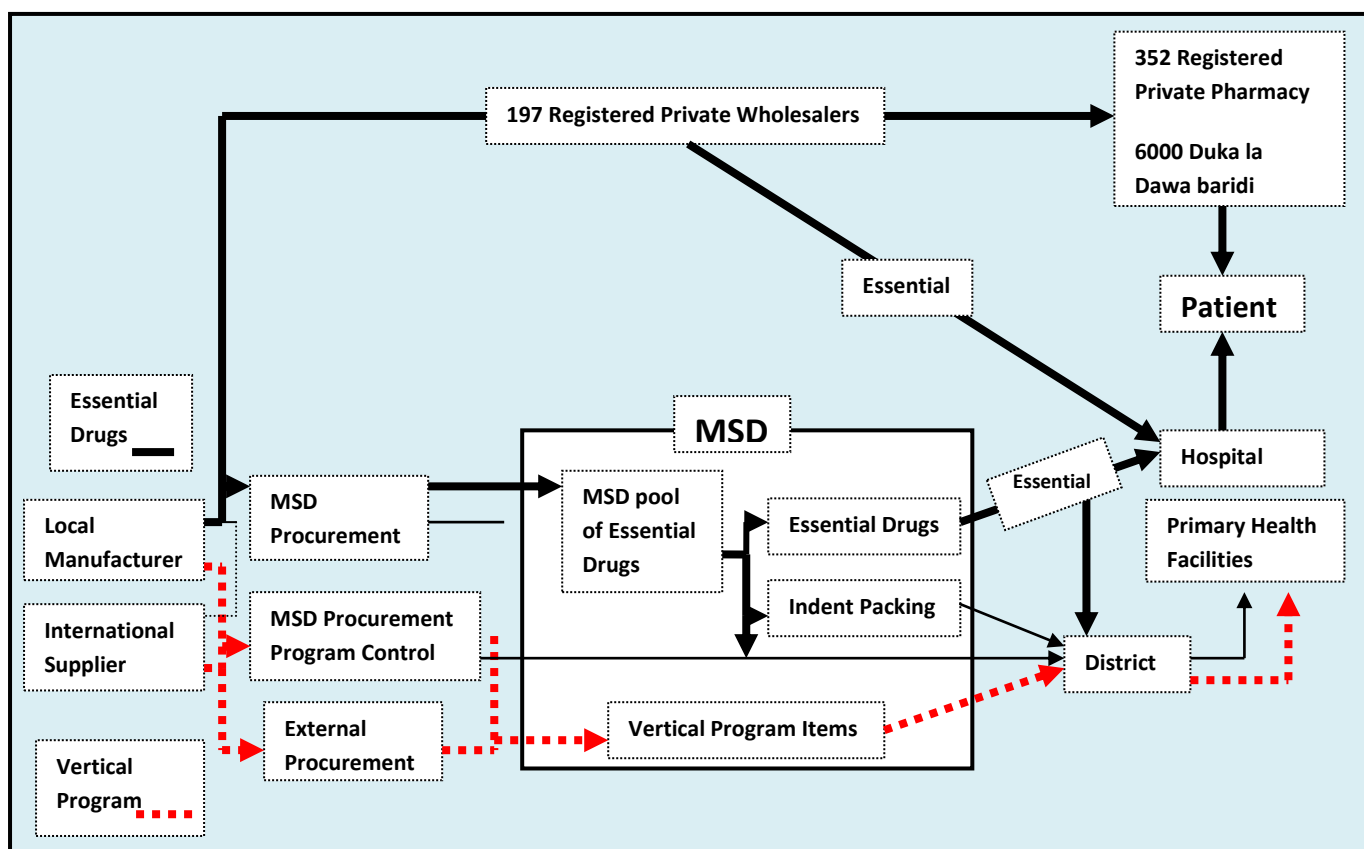 352 Registered
Private Pharmacy
6000 Duka la
Dawa baridi
197 Registered Private Wholesalers
Essential
Patient
Essential
Drugs
MSD
Hospital
Essential
MSD
Procurement
MSD pool
of Essential
Drugs
Essential Drugs
Local
Manufacturer
Primary Health
Facilities
Indent Packing
International
Supplier
MSD Procurement
Program Control
District
External
Procurement
Vertical Program Items
Vertical
Program